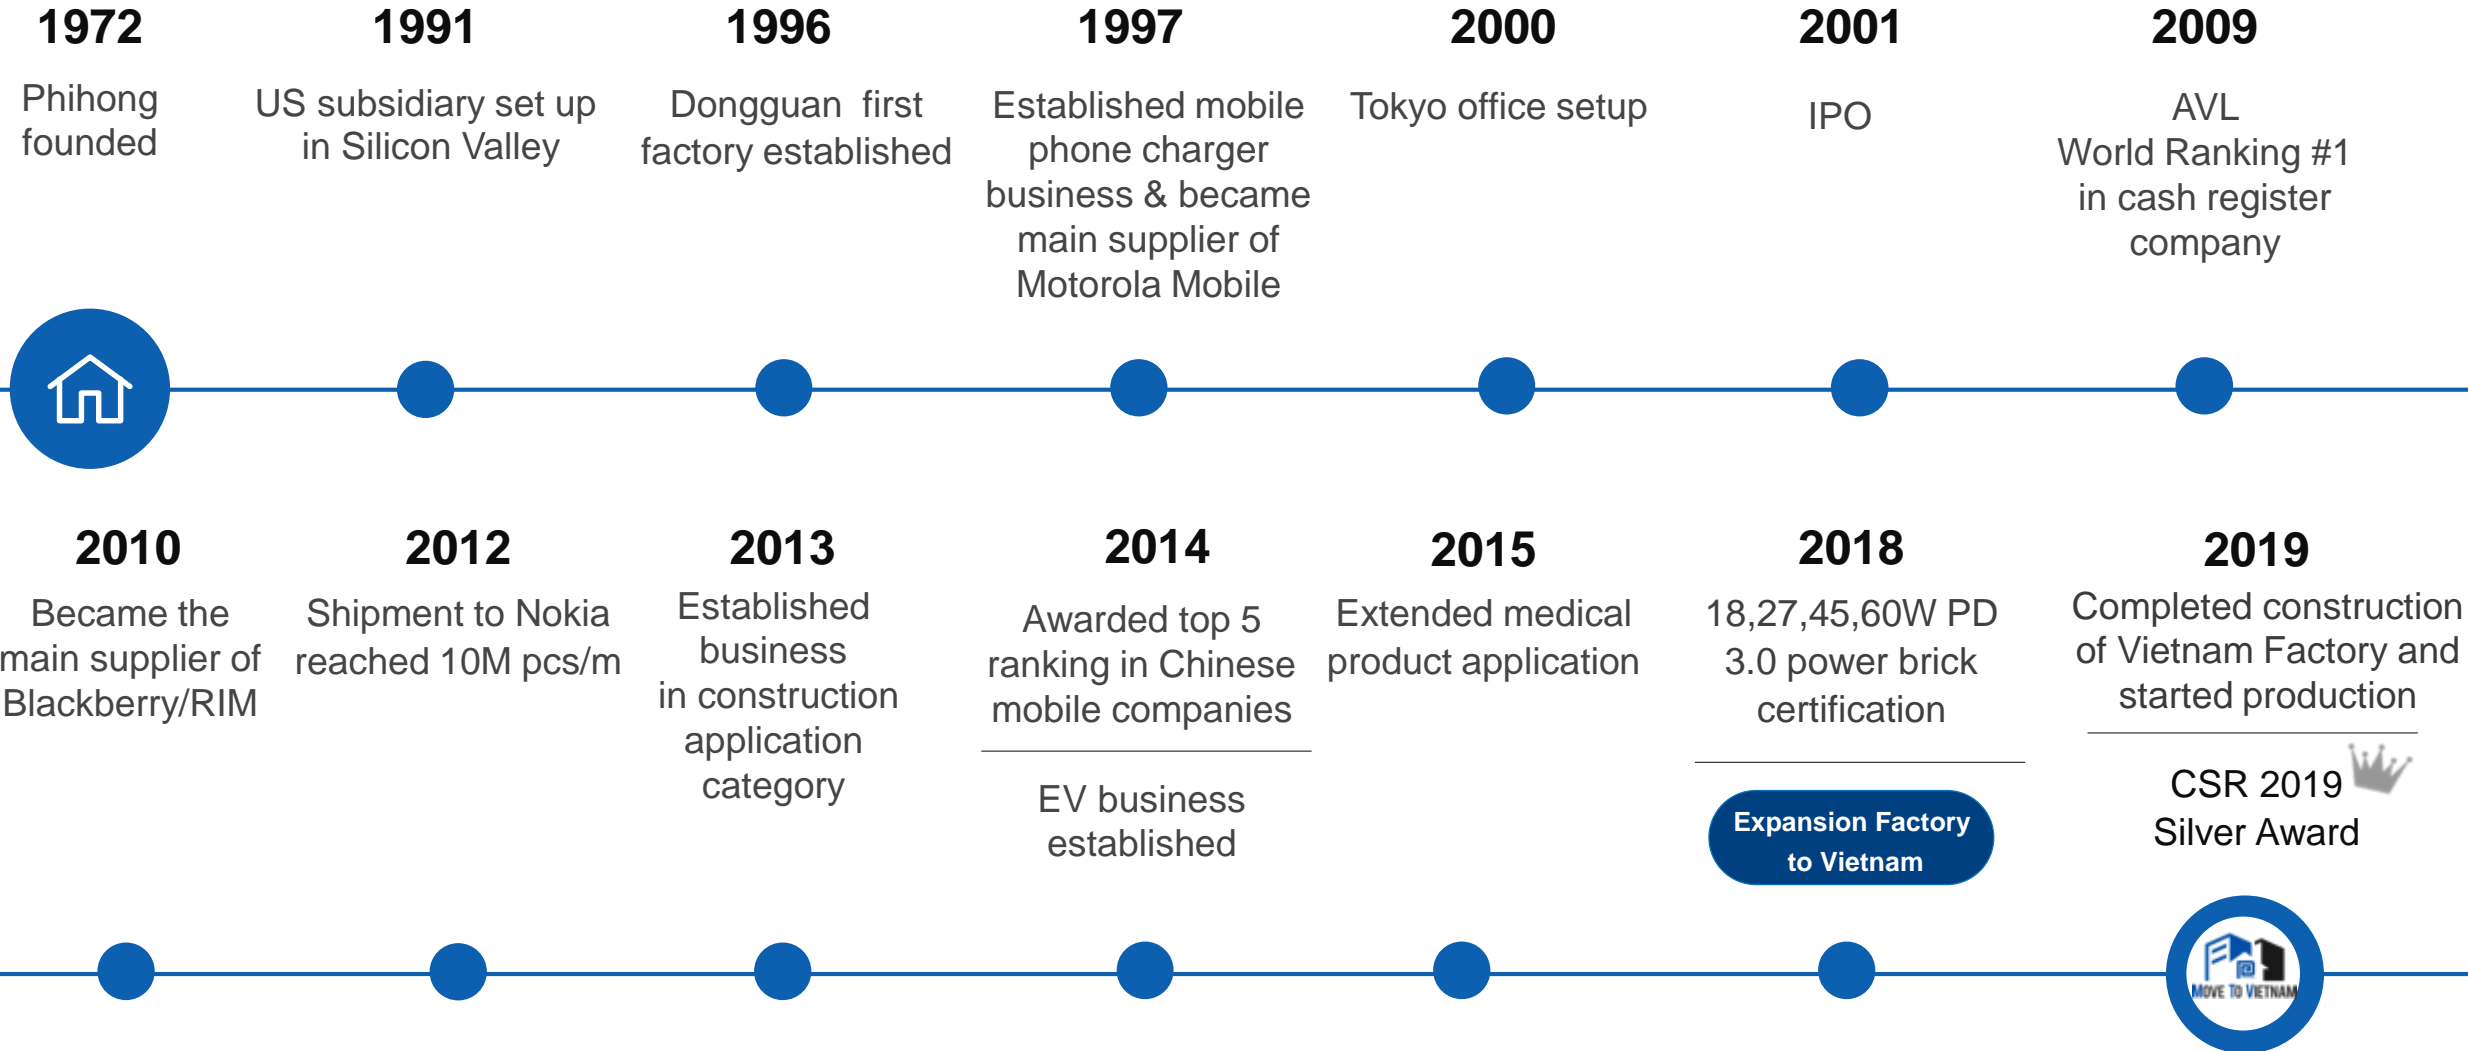 1972
Phihong
founded
1991
US subsidiary set up
in Silicon Valley
1996
Dongguan first
factory established
1997
Established mobile
phone charger
business & became
main supplier of
Motorola Mobile
2000
Tokyo office setup
2001
IPO
2009
AVL
World Ranking #1
in cash register
company
2010
Became the
main supplier of
Blackberry/RIM
2012
Shipment to Nokia
reached 10M pcs/m
2013
Established
business
in construction
application
category
2014
Awarded top 5
ranking in Chinese
mobile companies
EV business
established
2015
Extended medical
product application
2018
18,27,45,60W PD
3.0 power brick
certification
Expansion Factory
to Vietnam
2019
Completed construction
of Vietnam Factory and
started production
CSR 2019
Silver Award
MOVE TO VIETNAM